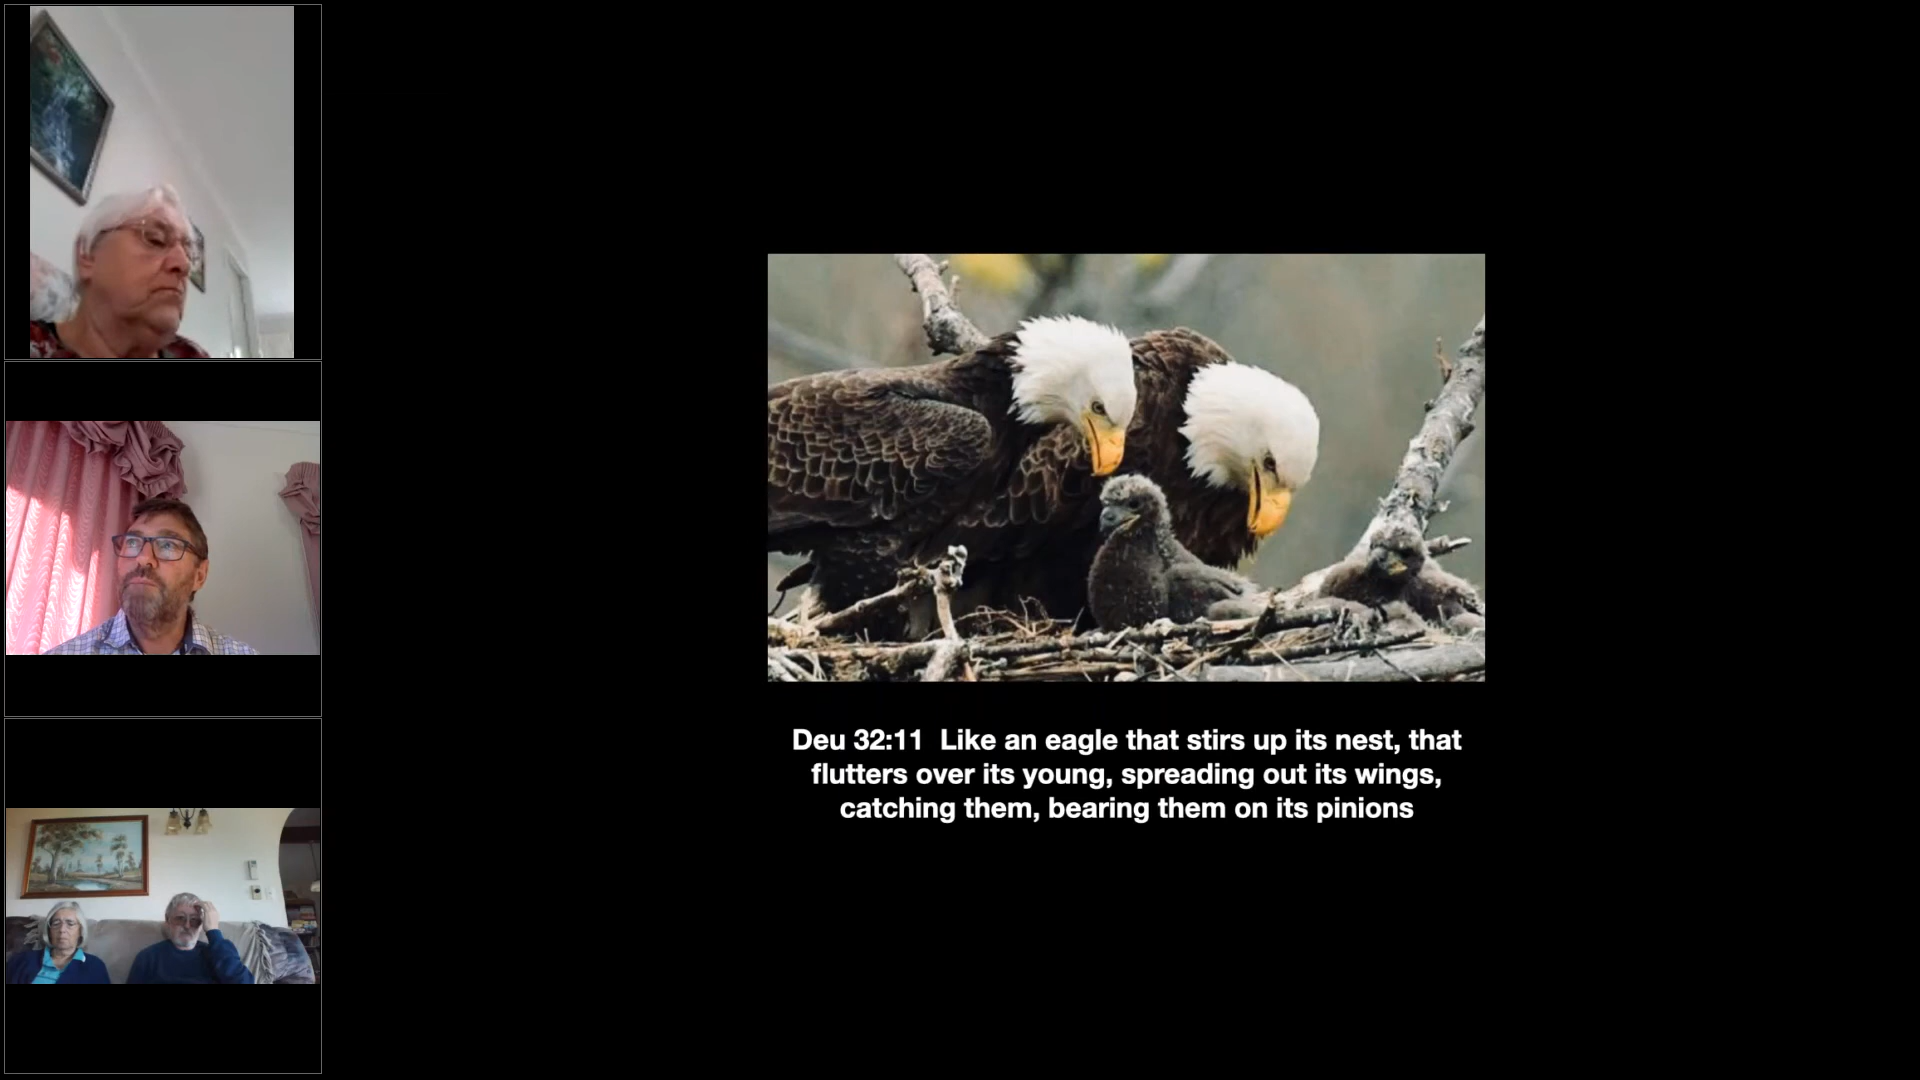 Deu 32:11  Like an eagle that stirs up its nest, that
flutters over its young, spreading out its wings,
catching them, bearing them on its pinions